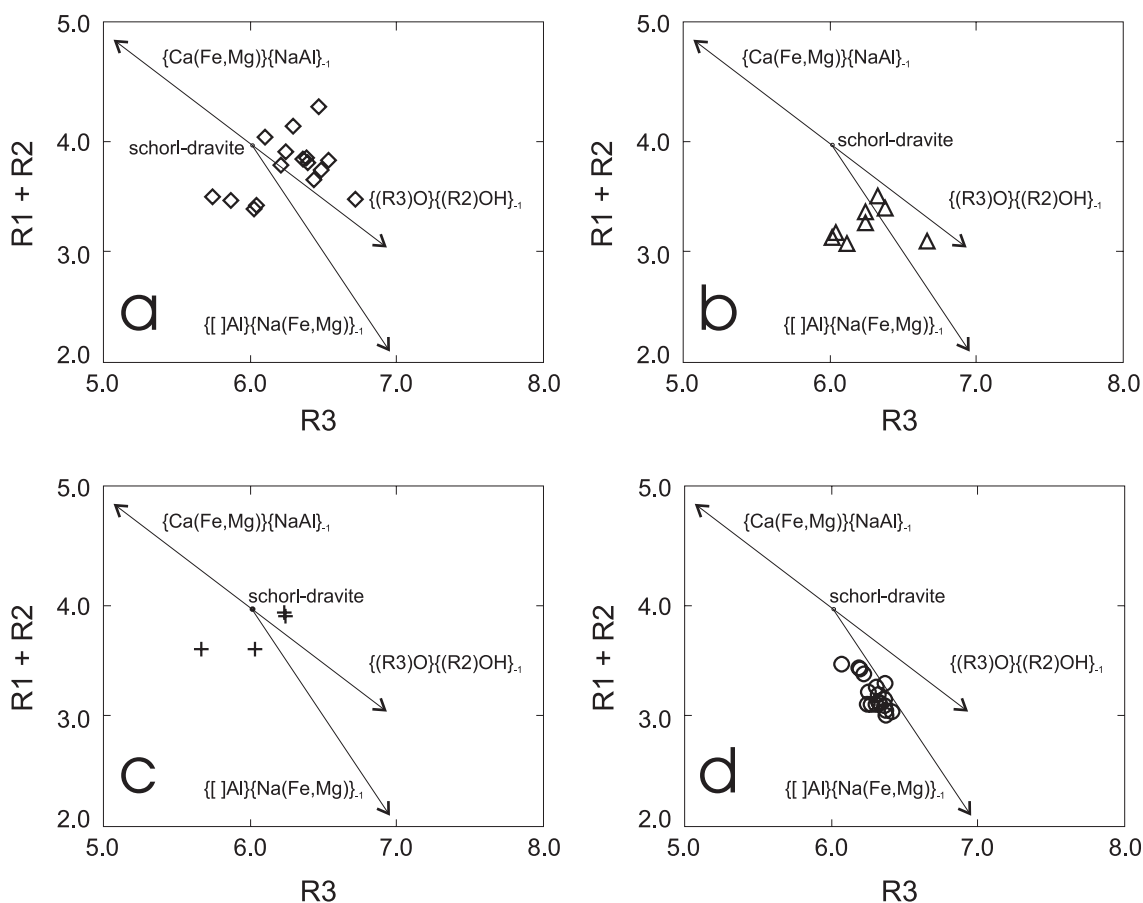 5.0
{Ca(Fe,Mg)}{NaAl}-1
4.0
schorl-dravite
R1 + R2
{(R3)O}{(R2)OH}-1
3.0
a
{[ ]Al}{Na(Fe,Mg)}-1
2.0
5.0 6.0 7.0 8.0
R3
5.0
{Ca(Fe,Mg)}{NaAl}-1
4.0
schorl-dravite
R1 + R2
{(R3)O}{(R2)OH}-1
3.0
b
{[ ]Al}{Na(Fe,Mg)}-1
2.0
5.0 6.0 7.0 8.0
R3
5.0
{Ca(Fe,Mg)}{NaAl}-1
4.0
schorl-dravite
R1 + R2
{(R3)O}{(R2)OH}-1
3.0
c
{[ ]Al}{Na(Fe,Mg)}-1
2.0
5.0 6.0 7.0 8.0
R3
5.0
{Ca(Fe,Mg)}{NaAl}-1
4.0
schorl-dravite
R1 + R2
{(R3)O}{(R2)OH}-1
3.0
d
{[ ]Al}{Na(Fe,Mg)}-1
2.0
5.0 6.0 7.0 8.0
R3